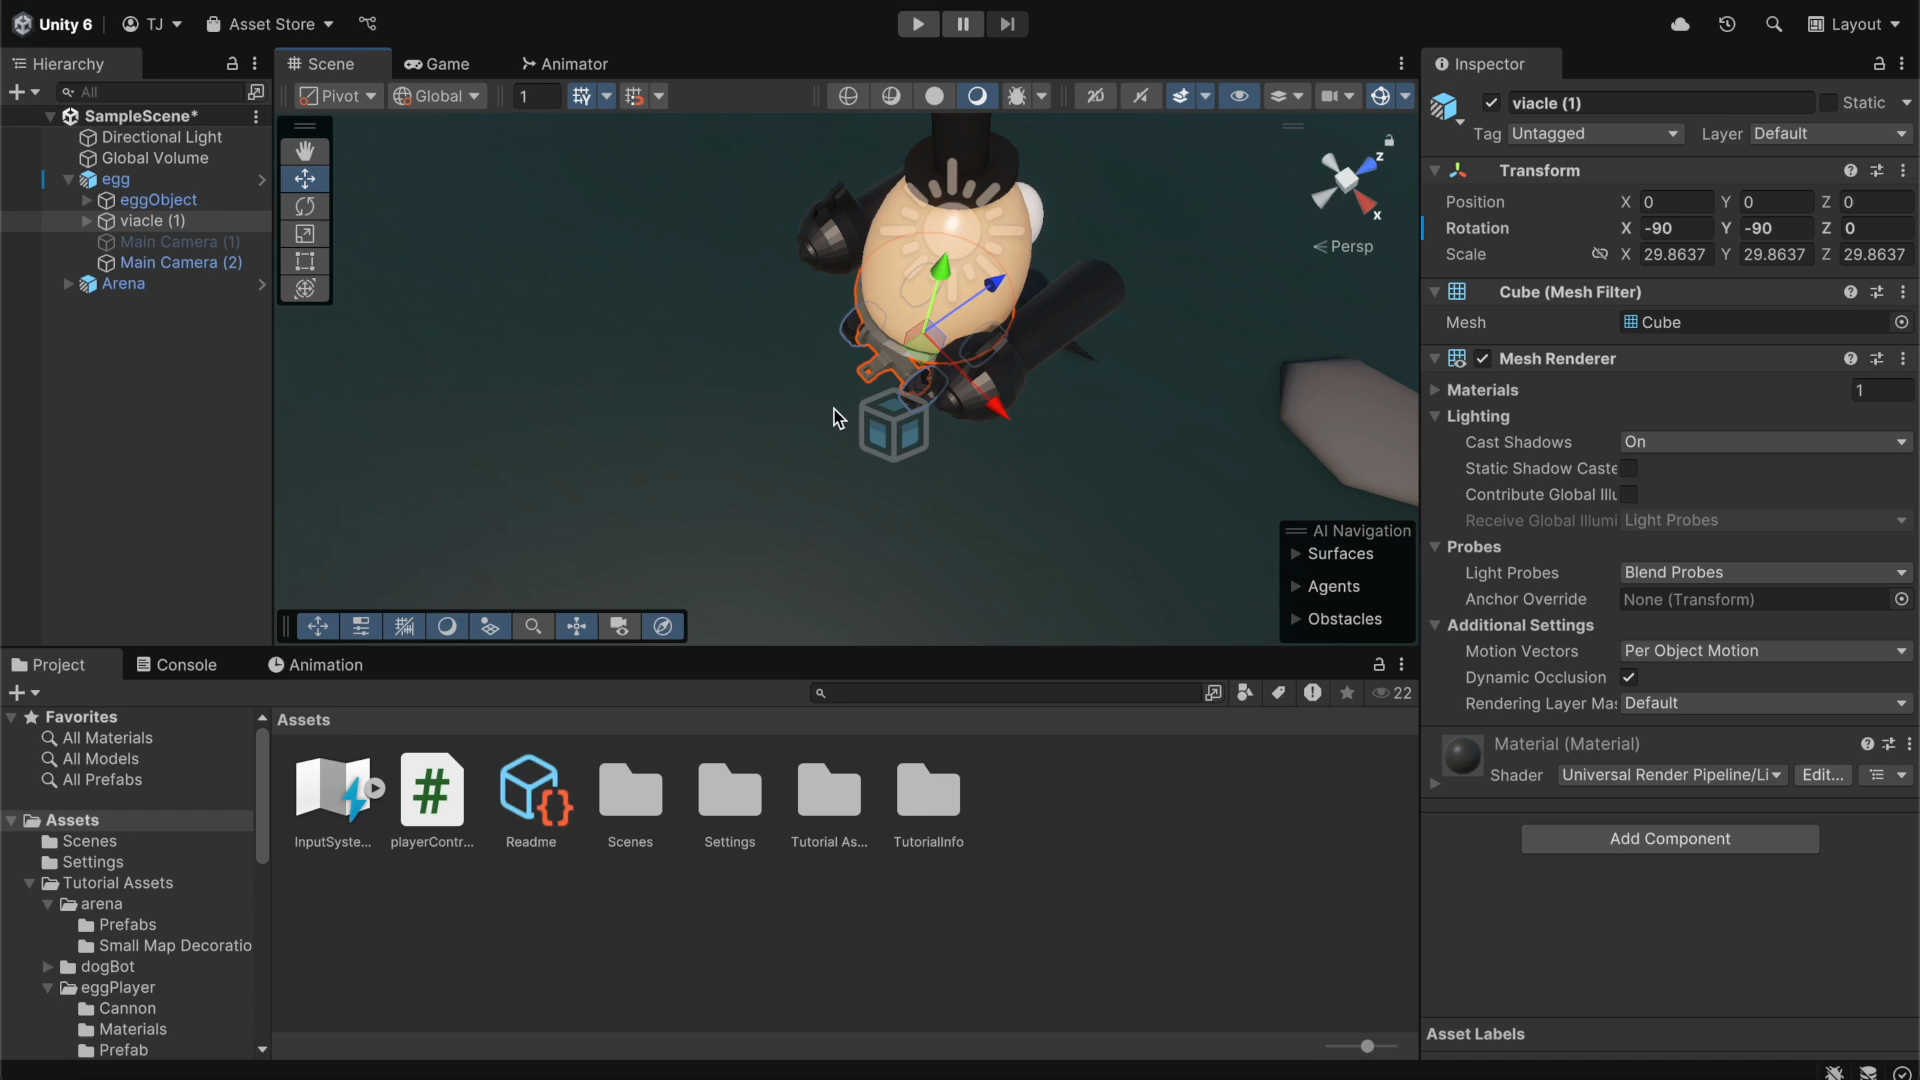 Unity 6
TJ
Asset Store
Layout
Hierarchy
All
SampleScene*
Directional Light
Global Volume
egg
eggObject
viacle (1)
Main Camera (1)
Main Camera (2)
Arena
Scene
Game
Animator
Pivot
Global
1
2D
z
x
Persp
AI Navigation
Surfaces
Agents
Obstacles
Inspector
viacle (1)
Static
Tag
Untagged
Layer
Default
Transform
Position
X 0 Y 0 Z 0
Rotation
X -90 Y -90 Z 0
Scale
X 29.8637 Y 29.8637 Z 29.8637
Cube (Mesh Filter)
Mesh
Cube
Mesh Renderer
Materials
1
Lighting
Cast Shadows
On
Static Shadow Caste
Contribute Global Illu
Receive Global Illumi
Light Probes
Probes
Light Probes
Blend Probes
Anchor Override
None (Transform)
Additional Settings
Motion Vectors
Per Object Motion
Dynamic Occlusion
Rendering Layer Mas
Default
Material (Material)
Shader
Universal Render Pipeline/Li
Edit...
Add Component
Asset Labels
Project
Console
Animation
22
Favorites
All Materials
All Models
All Prefabs
Assets
Scenes
Settings
Tutorial Assets
arena
Prefabs
Small Map Decoratio
dogBot
eggPlayer
Cannon
Materials
Prefab
Assets
InputSyste...
playerContr...
Readme
Scenes
Settings
Tutorial As...
TutorialInfo